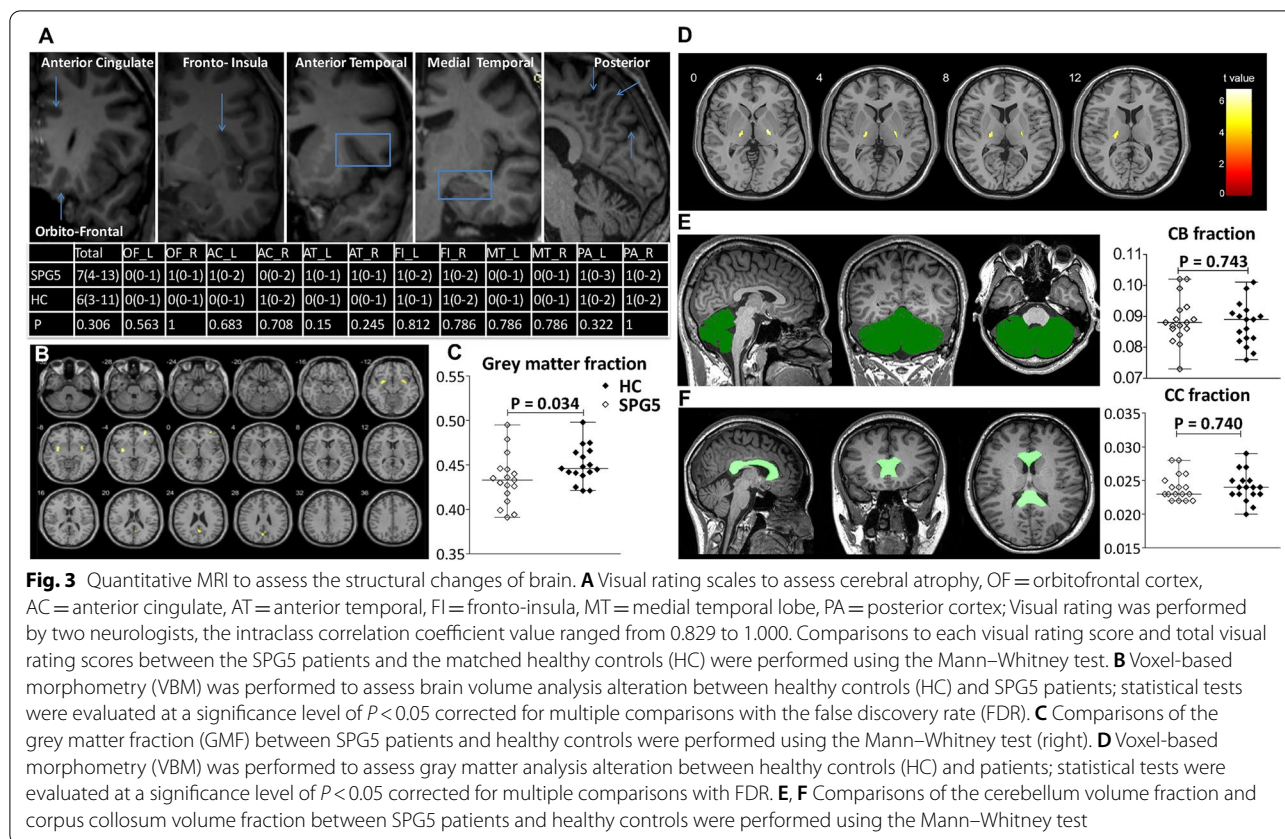 A
Anterior Cingulate Fronto- Insula Anterior Temporal Medial Temporal Posterior
Orbito-Frontal
Total OF_L OF_R AC_L AC_R AT_L AT_R FI_L FI_R MT_L MT_R PA_L PA_R
SPG5 7(4-13) 0(0-1) 1(0-1) 1(0-2) 0(0-2) 1(0-1) 1(0-1) 1(0-2) 1(0-2) 0(0-1) 0(0-2) 1(0-3) 1(0-2)
HC 6(3-11) 0(0-1) 0(0-1) 0(0-1) 1(0-2) 0(0-1) 0(0-1) 1(0-1) 1(0-2) 0(0-1) 0(0-1) 1(0-2) 1(0-2)
P 0.306 0.563 1 0.683 0.708 0.15 0.245 0.812 0.786 0.786 0.786 0.322 1
B
-28 -24 -20 -16 -12
-8 -4 0 4 8 12
16 20 24 28 32 36
C
Grey matter fraction
0.55
HC
SPG5
P = 0.034
0.50
0.45
0.40
0.35
D
0 4 8 12
t value
6
4
2
0
E
CB fraction
0.11
P = 0.743
0.10
0.09
0.08
0.07
F
CC fraction
0.035
P = 0.740
0.030
0.025
0.020
0.015
Fig. 3 Quantitative MRI to assess the structural changes of brain. A Visual rating scales to assess cerebral atrophy, OF = orbitofrontal cortex,
AC = anterior cingulate, AT = anterior temporal, FI = fronto-insula, MT = medial temporal lobe, PA = posterior cortex; Visual rating was performed
by two neurologists, the intraclass correlation coefficient value ranged from 0.829 to 1.000. Comparisons to each visual rating score and total visual
rating scores between the SPG5 patients and the matched healthy controls (HC) were performed using the Mann–Whitney test. B Voxel-based
morphometry (VBM) was performed to assess brain volume analysis alteration between healthy controls (HC) and SPG5 patients; statistical tests
were evaluated at a significance level of P < 0.05 corrected for multiple comparisons with the false discovery rate (FDR). C Comparisons of the
grey matter fraction (GMF) between SPG5 patients and healthy controls were performed using the Mann–Whitney test (right). D Voxel-based
morphometry (VBM) was performed to assess gray matter analysis alteration between healthy controls (HC) and patients; statistical tests were
evaluated at a significance level of P < 0.05 corrected for multiple comparisons with FDR. E, F Comparisons of the cerebellum volume fraction and
corpus collosum volume fraction between SPG5 patients and healthy controls were performed using the Mann–Whitney test